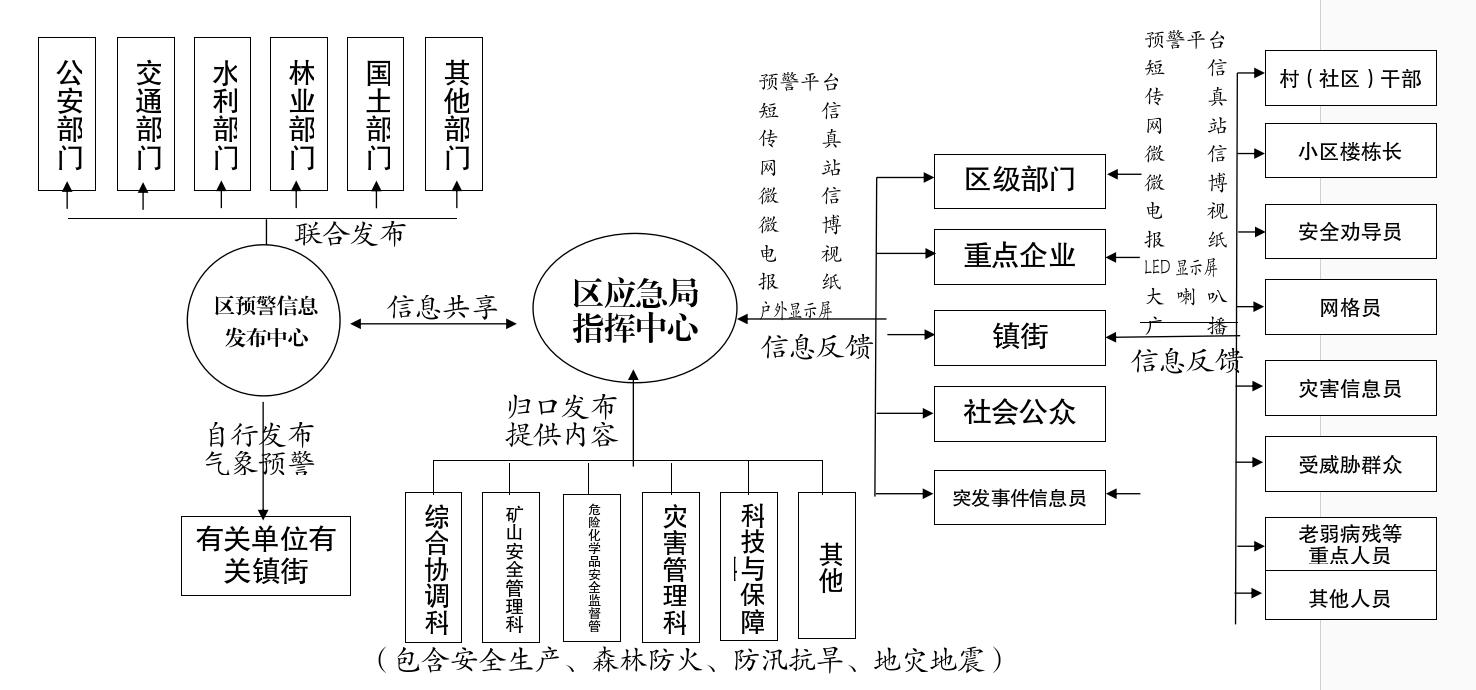 公安部门
交通部门
水利部门
林业部门
国土部门
其他部门
联合发布
区预警信息
发布中心
信息共享
自行发布
气象预警
有关单位有
关镇街
区应急局
指挥中心
归口发布
提供内容
综合协调科
矿山安全管理科
危险化学品安全监督管
灾害管理科
科技与保障
其他
（包含安全生产、森林防火、防汛抗旱、地灾地震）
预警平台
短信
传真
网站
微信
微博
电视
报纸
户外显示屏
信息反馈
区级部门
重点企业
镇街
社会公众
突发事件信息员
预警平台
短信
传真
网站
微信
微博
电视
报纸
LED 显示屏
大喇叭
广播
信息反馈
村（社区）干部
小区楼栋长
安全劝导员
网格员
灾害信息员
受威胁群众
老弱病残等
重点人员
其他人员